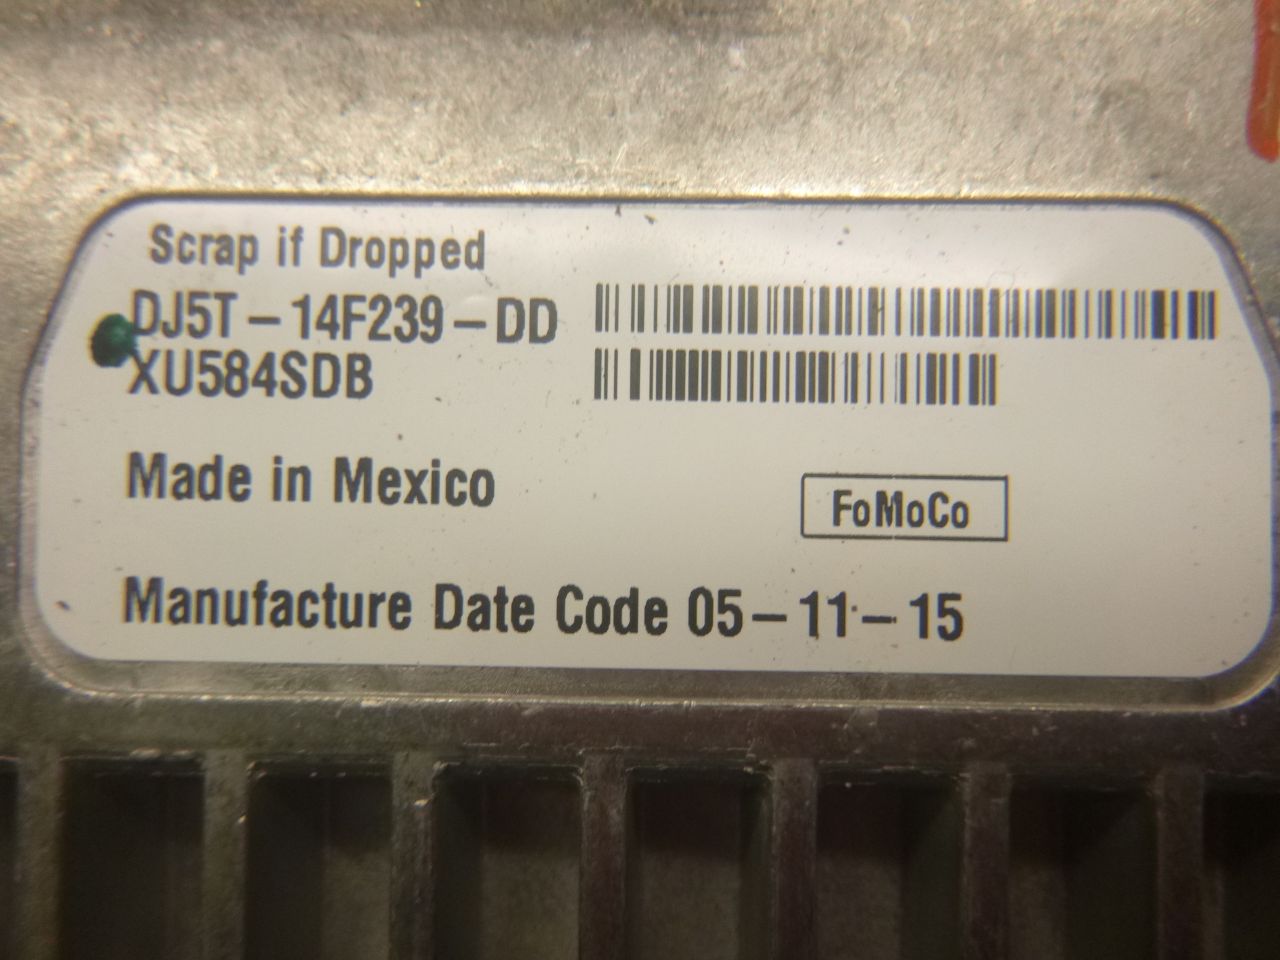 Scrap if Dropped
DJ5T-14F239-DD
XU584SDB
Made in Mexico
FoMoCo
Manufacture Date Code 05-11-15